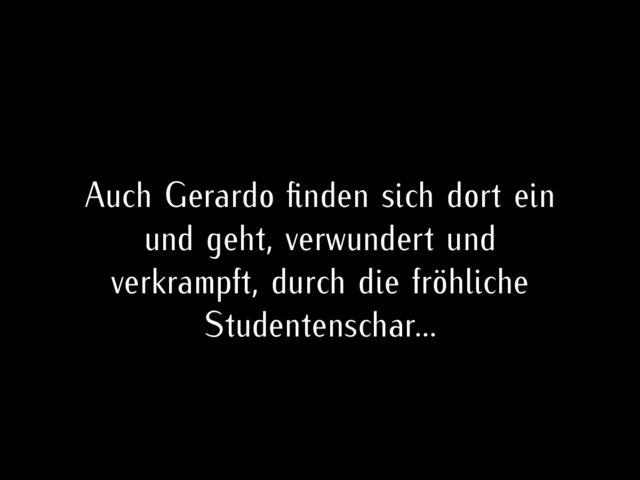 Auch Gerardo finden sich dort ein
und geht, verwundert und
verkrampft, durch die fröhliche
Studentenschar...